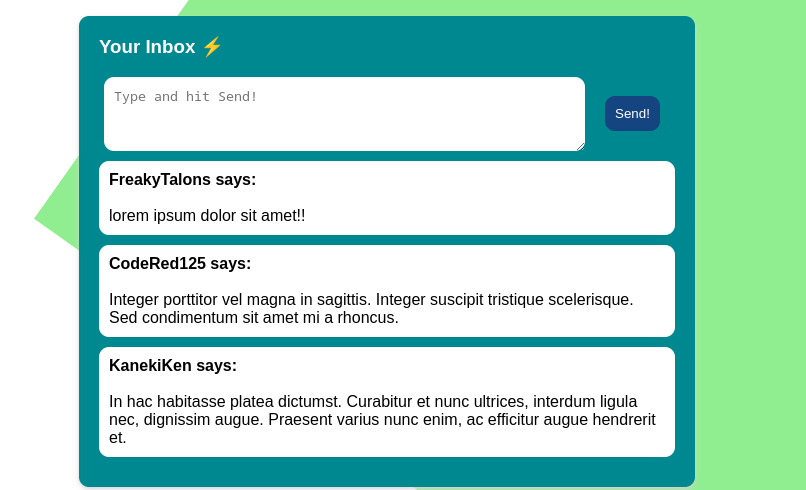 Your Inbox ⚡
Type and hit Send!
Send!
FreakyTalons says:
lorem ipsum dolor sit amet!!
CodeRed125 says:
Integer porttitor vel magna in sagittis. Integer suscipit tristique scelerisque.
Sed condimentum sit amet mi a rhoncus.
KanekiKen says:
In hac habitasse platea dictumst. Curabitur et nunc ultrices, interdum ligula
nec, dignissim augue. Praesent varius nunc enim, ac efficitur augue hendrerit
et.